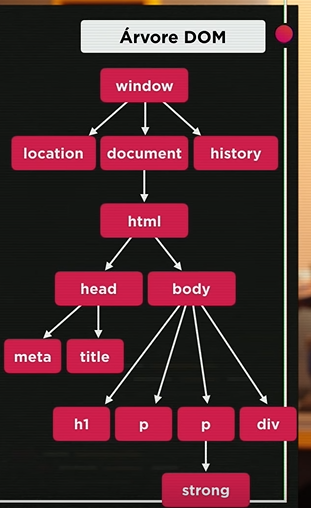 Árvore DOM
window
location document history
html
head body
meta title
h1 p p div
strong